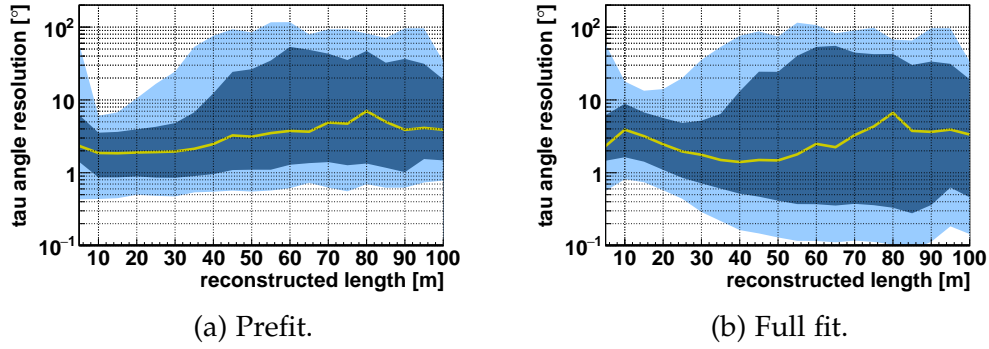 tau angle resolution [°]
10²
10
1
10⁻¹
10 20 30 40 50 60 70 80 90 100
reconstructed length [m]
(a) Prefit.
tau angle resolution [°]
10²
10
1
10⁻¹
10 20 30 40 50 60 70 80 90 100
reconstructed length [m]
(b) Full fit.